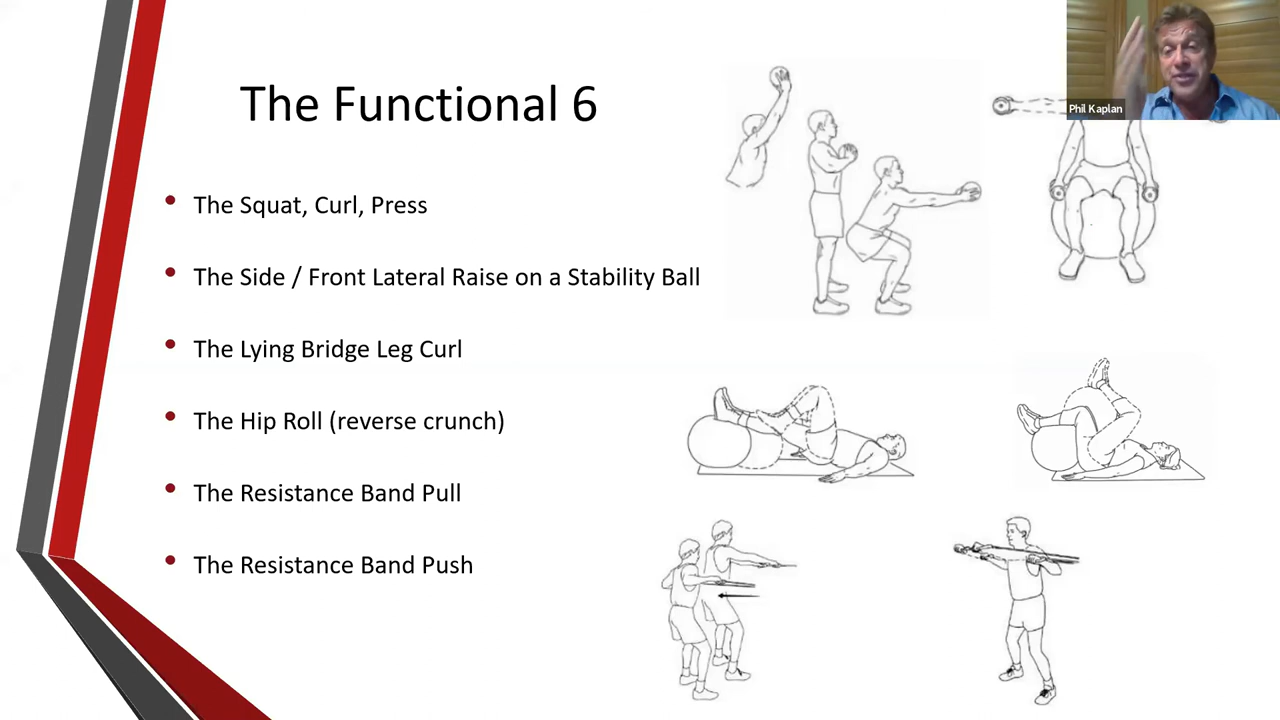 The Functional 6
The Squat, Curl, Press
The Side / Front Lateral Raise on a Stability Ball
The Lying Bridge Leg Curl
The Hip Roll (reverse crunch)
The Resistance Band Pull
The Resistance Band Push
Phil Kaplan